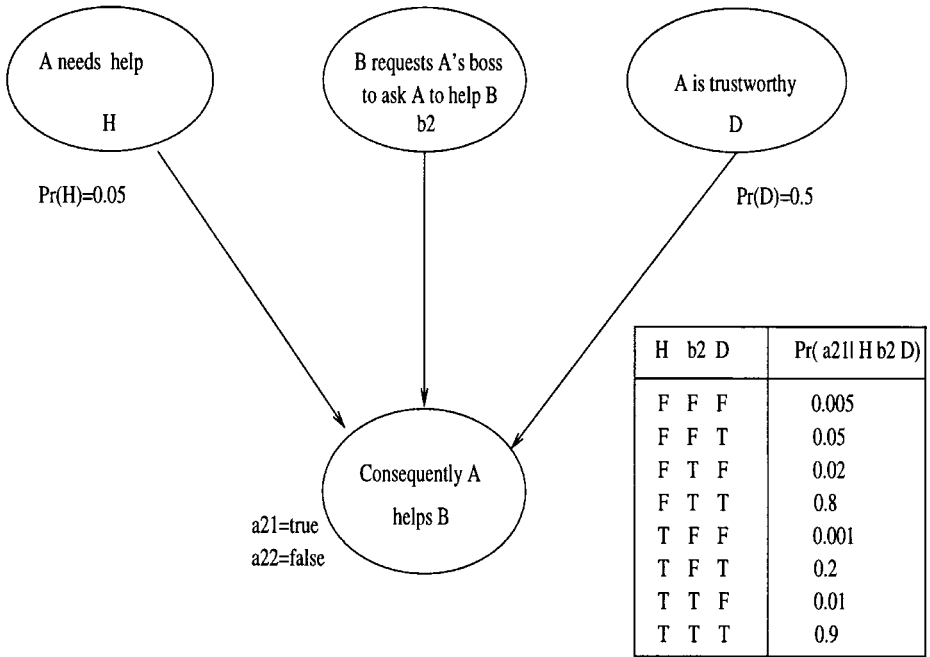 A needs help
H
B requests A's boss
to ask A to help B
b2
A is trustworthy
D
Pr(H)=0.05
Pr(D)=0.5
Consequently A
helps B
a21=true
a22=false
H b2 D Pr( a21| H b2 D)
F F F 0.005
F F T 0.05
F T F 0.02
F T T 0.8
T F F 0.001
T F T 0.2
T T F 0.01
T T T 0.9